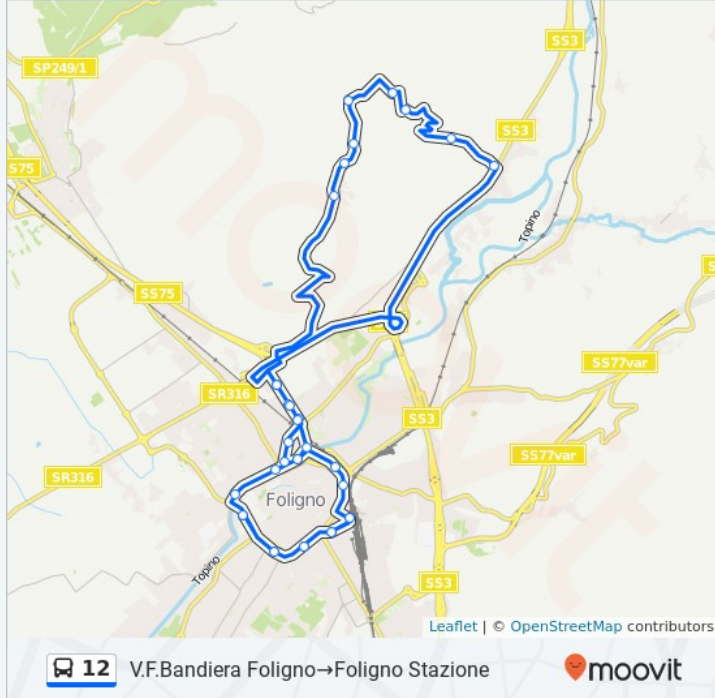 SS3
SP249/1
SS3
S75
Topino
S
SS75
SS77var
SR316
SS3
SS77var
SR316
Foligno
Topino
SS3
Leaflet | © OpenStreetMap contributors
12 V.F.Bandiera Foligno→Foligno Stazione moovit